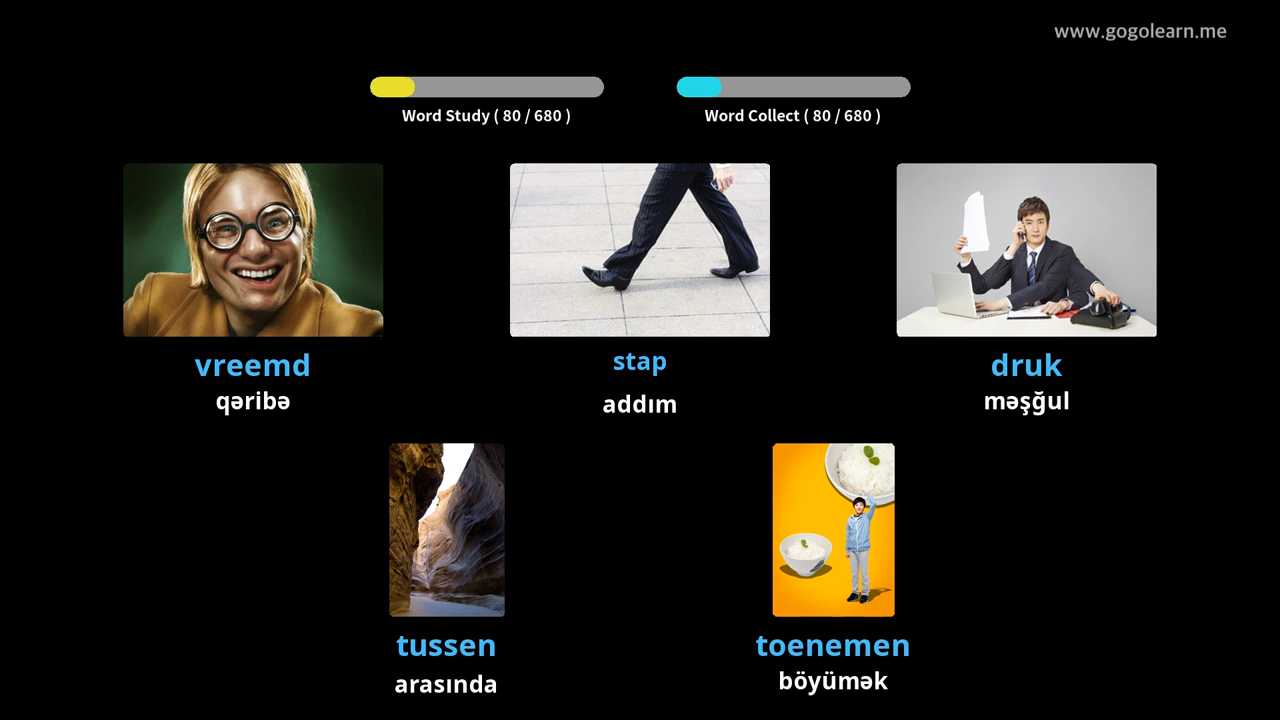 www.gogolearn.me
Word Study ( 80 / 680 )
Word Collect ( 80 / 680 )
vreemd
qəribə
stap
addım
druk
məşğul
tussen
arasında
toenemen
böyümək